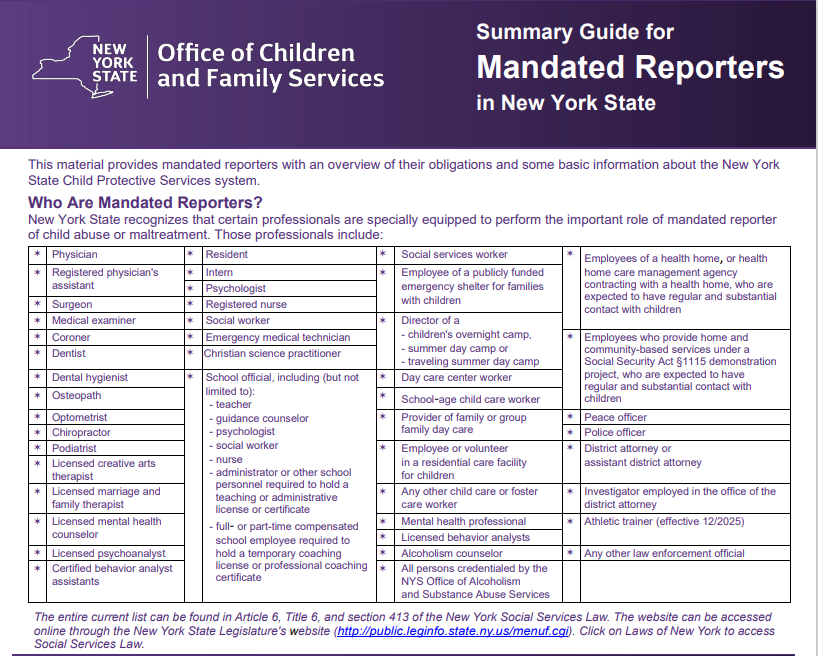 NEW
YORK
STATE
Office of Children
and Family Services
Summary Guide for
Mandated Reporters
in New York State
This material provides mandated reporters with an overview of their obligations and some basic information about the New York
State Child Protective Services system.
Who Are Mandated Reporters?
New York State recognizes that certain professionals are specially equipped to perform the important role of mandated reporter
of child abuse or maltreatment. Those professionals include:
✶ Physician
✶ Registered physician's
assistant
✶ Surgeon
✶ Medical examiner
✶ Coroner
✶ Dentist
✶ Dental hygienist
✶ Osteopath
✶ Optometrist
✶ Chiropractor
✶ Podiatrist
✶ Licensed creative arts
therapist
✶ Licensed marriage and
family therapist
✶ Licensed mental health
counselor
✶ Licensed psychoanalyst
✶ Certified behavior analyst
assistants
✶ Resident
✶ Intern
✶ Psychologist
✶ Registered nurse
✶ Social worker
✶ Emergency medical technician
✶ Christian science practitioner
✶ School official, including (but not
limited to):
- teacher
- guidance counselor
- psychologist
- social worker
- nurse
- administrator or other school
personnel required to hold a
teaching or administrative
license or certificate
- full- or part-time compensated
school employee required to
hold a temporary coaching
license or professional coaching
certificate
✶ Social services worker
✶ Employee of a publicly funded
emergency shelter for families
with children
✶ Director of a
- children's overnight camp,
- summer day camp or
- traveling summer day camp
✶ Day care center worker
✶ School-age child care worker
✶ Provider of family or group
family day care
✶ Employee or volunteer
in a residential care facility
for children
✶ Any other child care or foster
care worker
✶ Mental health professional
✶ Licensed behavior analysts
✶ Alcoholism counselor
✶ All persons credentialed by the
NYS Office of Alcoholism
and Substance Abuse Services
✶ Employees of a health home, or health
home care management agency
contracting with a health home, who are
expected to have regular and substantial
contact with children
✶ Employees who provide home and
community-based services under a
Social Security Act §1115 demonstration
project, who are expected to have
regular and substantial contact with
children
✶ Peace officer
✶ Police officer
✶ District attorney or
assistant district attorney
✶ Investigator employed in the office of the
district attorney
✶ Athletic trainer (effective 12/2025)
✶ Any other law enforcement official
The entire current list can be found in Article 6, Title 6, and section 413 of the New York Social Services Law. The website can be accessed
online through the New York State Legislature's website (http://public.leginfo.state.ny.us/menuf.cgi). Click on Laws of New York to access
Social Services Law.